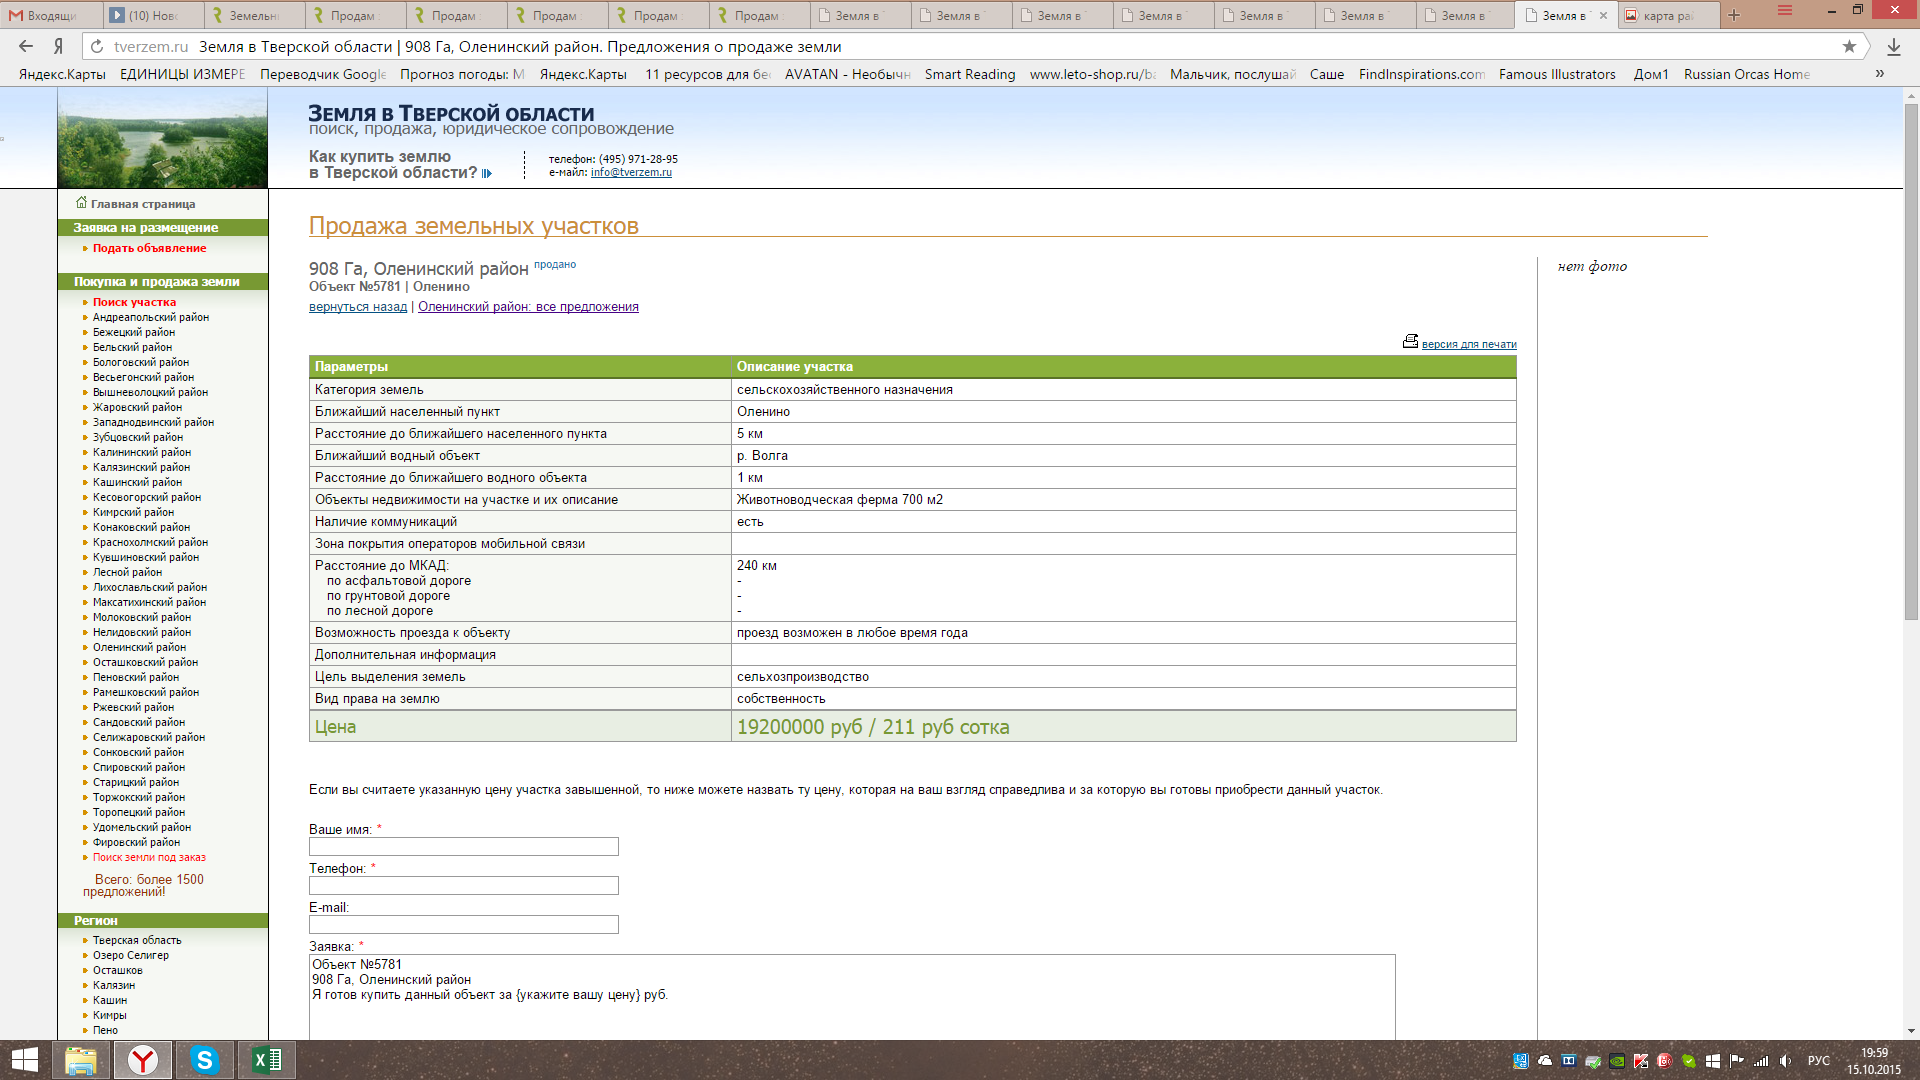 Входящи
(10) Новс
Земельн
Продам
Продам
Продам
Продам
Продам
Земля в
Земля в
Земля в
Земля в
Земля в
Земля в
Земля в
Земля в
карта ра
tverzem.ru Земля в Тверской области | 908 Га, Оленинский район. Предложения о продаже земли
Яндекс.Карты ЕДИНИЦЫ ИЗМЕРЕ Переводчик Google Прогноз погоды: М Яндекс.Карты 11 ресурсов для бе AVATAN - Необычн Smart Reading www.leto-shop.ru/ba Мальчик, послушай Саше FindInspirations.com Famous Illustrators Дом1 Russian Orcas Home »
Земля в Тверской области
поиск, продажа, юридическое сопровождение
Как купить землю
в Тверской области?
телефон: (495) 971-28-95
е-майл: info@tverzem.ru
Главная страница
Заявка на размещение
Подать объявление
Покупка и продажа земли
Поиск участка
Андреапольский район
Бежецкий район
Бельский район
Бологовский район
Весьегонский район
Вышневолоцкий район
Жаровский район
Западнодвинский район
Зубцовский район
Калининский район
Калязинский район
Кашинский район
Кесовогорский район
Кимрский район
Конаковский район
Краснохолмский район
Кувшиновский район
Лесной район
Лихославльский район
Максатихинский район
Молоковский район
Нелидовский район
Оленинский район
Осташковский район
Пеновский район
Рамешковский район
Ржевский район
Сандовский район
Селижаровский район
Сонковский район
Спировский район
Старицкий район
Торжокский район
Торопецкий район
Удомельский район
Фировский район
Поиск земли под заказ
Всего: более 1500
предложений!
Регион
Тверская область
Озеро Селигер
Осташков
Калязин
Кашин
Кимры
Пено
Продажа земельных участков
908 Га, Оленинский район продано
Объект №5781 | Оленино
вернуться назад | Оленинский район: все предложения
нет фото
версия для печати
Параметры Описание участка
Категория земель сельскохозяйственного назначения
Ближайший населенный пункт Оленино
Расстояние до ближайшего населенного пункта 5 км
Ближайший водный объект р. Волга
Расстояние до ближайшего водного объекта 1 км
Объекты недвижимости на участке и их описание Животноводческая ферма 700 м2
Наличие коммуникаций есть
Зона покрытия операторов мобильной связи
Расстояние до МКАД: 240 км
по асфальтовой дороге -
по грунтовой дороге -
по лесной дороге -
Возможность проезда к объекту проезд возможен в любое время года
Дополнительная информация
Цель выделения земель сельхозпроизводство
Вид права на землю собственность
Цена 19200000 руб / 211 руб сотка
Если вы считаете указанную цену участка завышенной, то ниже можете назвать ту цену, которая на ваш взгляд справедлива и за которую вы готовы приобрести данный участок.
Ваше имя: *
Телефон: *
E-mail:
Заявка: *
Объект №5781
908 Га, Оленинский район
Я готов купить данный объект за {укажите вашу цену} руб.
РУС
19:59
15.10.2015